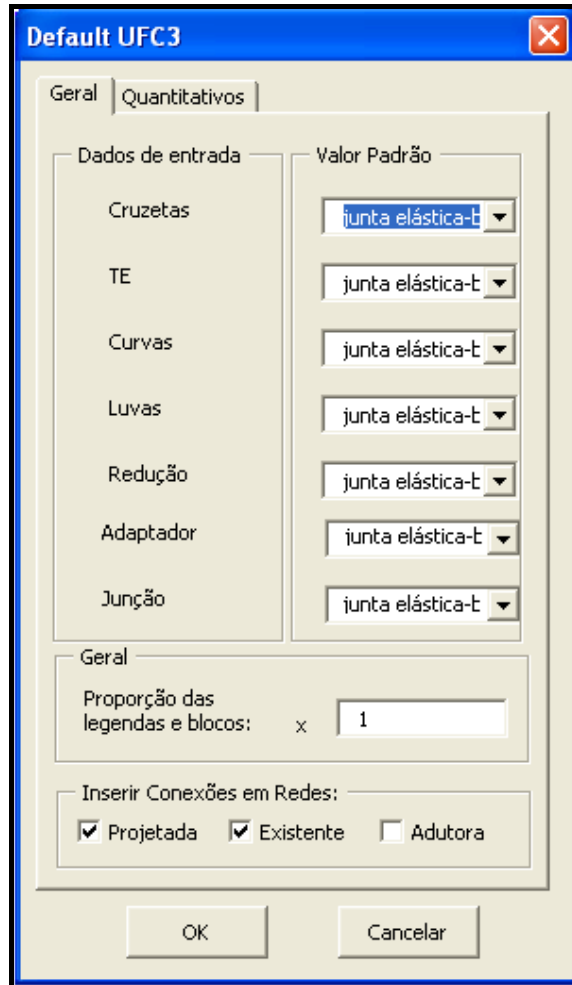 Default UFC3
Geral Quantitativos
Dados de entrada Valor Padrão
Cruzetas junta elástica-b
TE junta elástica-b
Curvas junta elástica-b
Luvas junta elástica-b
Redução junta elástica-b
Adaptador junta elástica-b
Junção junta elástica-b
Geral
Proporção das
legendas e blocos: x 1
Inserir Conexões em Redes:
Projetada Existente Adutora
OK Cancelar